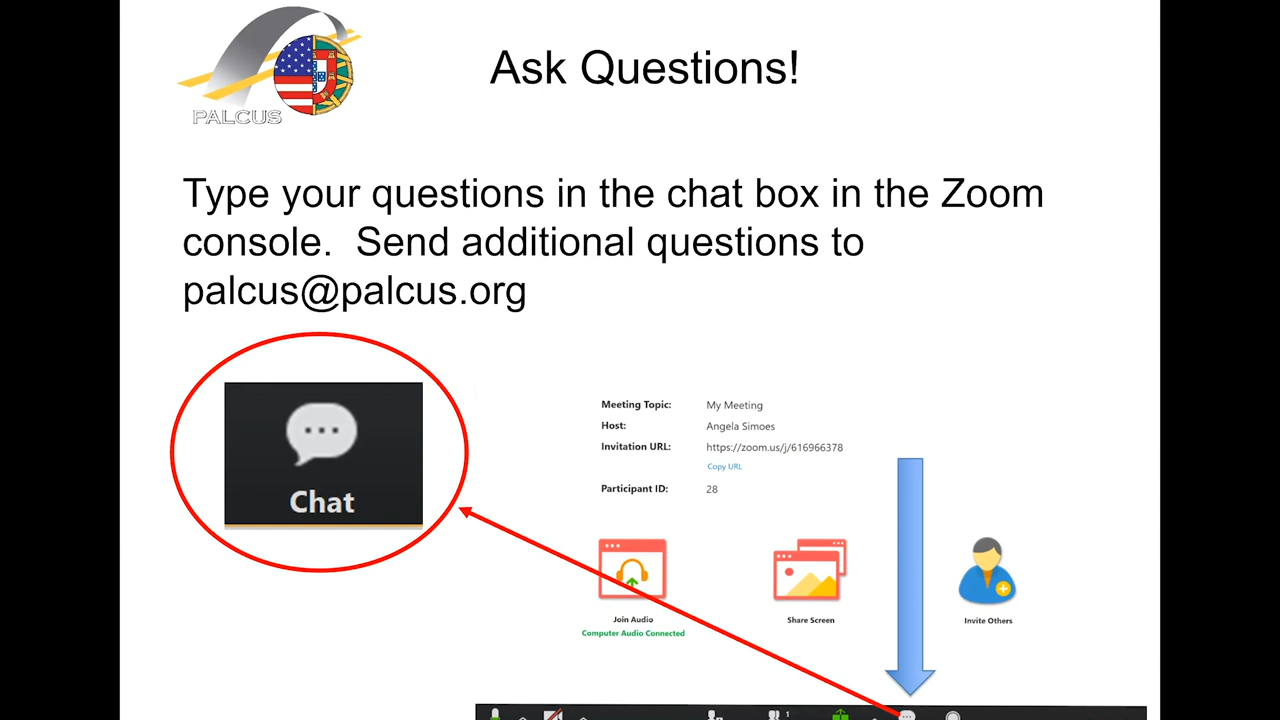 PALCUS
Ask Questions!
Type your questions in the chat box in the Zoom
console.  Send additional questions to
palcus@palcus.org
Chat
Meeting Topic: My Meeting
Host: Angela Simoes
Invitation URL: https://zoom.us/j/616966378
Copy URL
Participant ID: 28
Join Audio
Computer Audio Connected
Share Screen
Invite Others
1